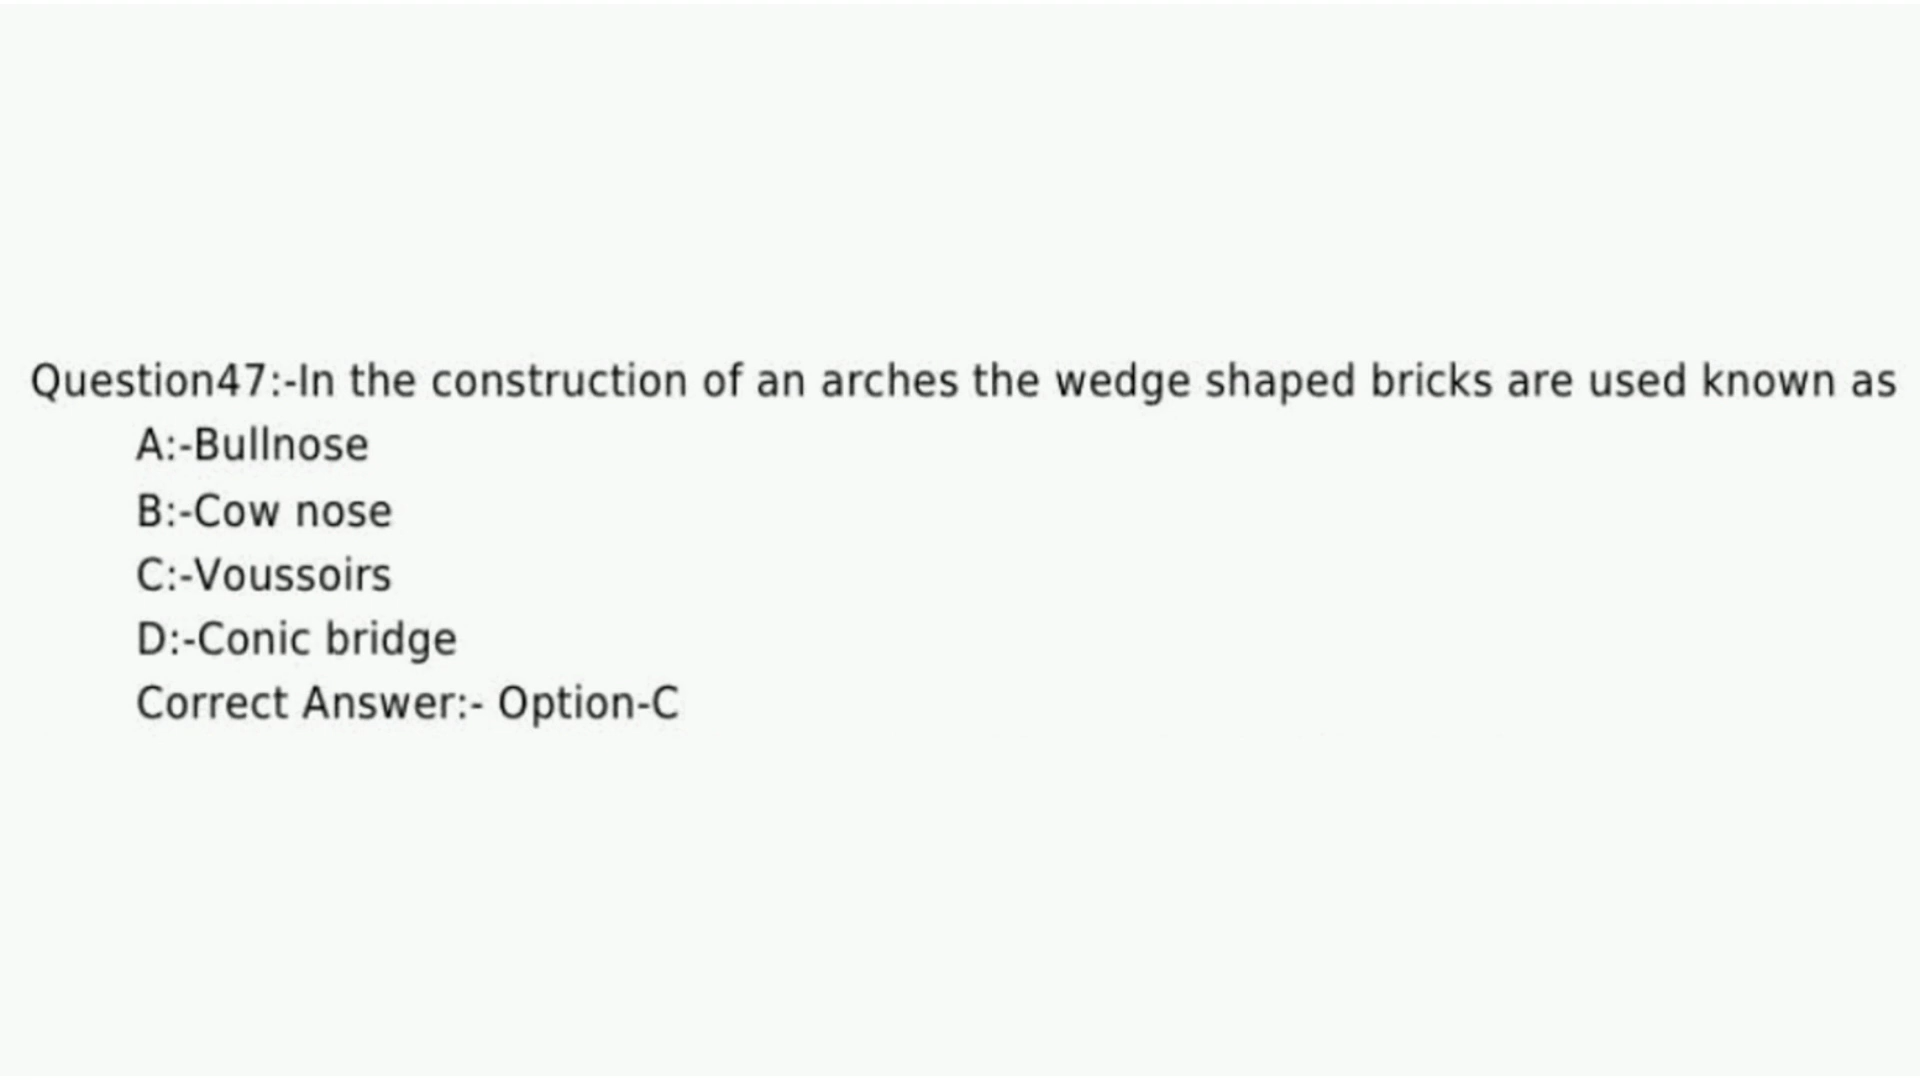 Question47:-In the construction of an arches the wedge shaped bricks are used known as
A:-Bullnose
B:-Cow nose
C:-Voussoirs
D:-Conic bridge
Correct Answer:- Option-C